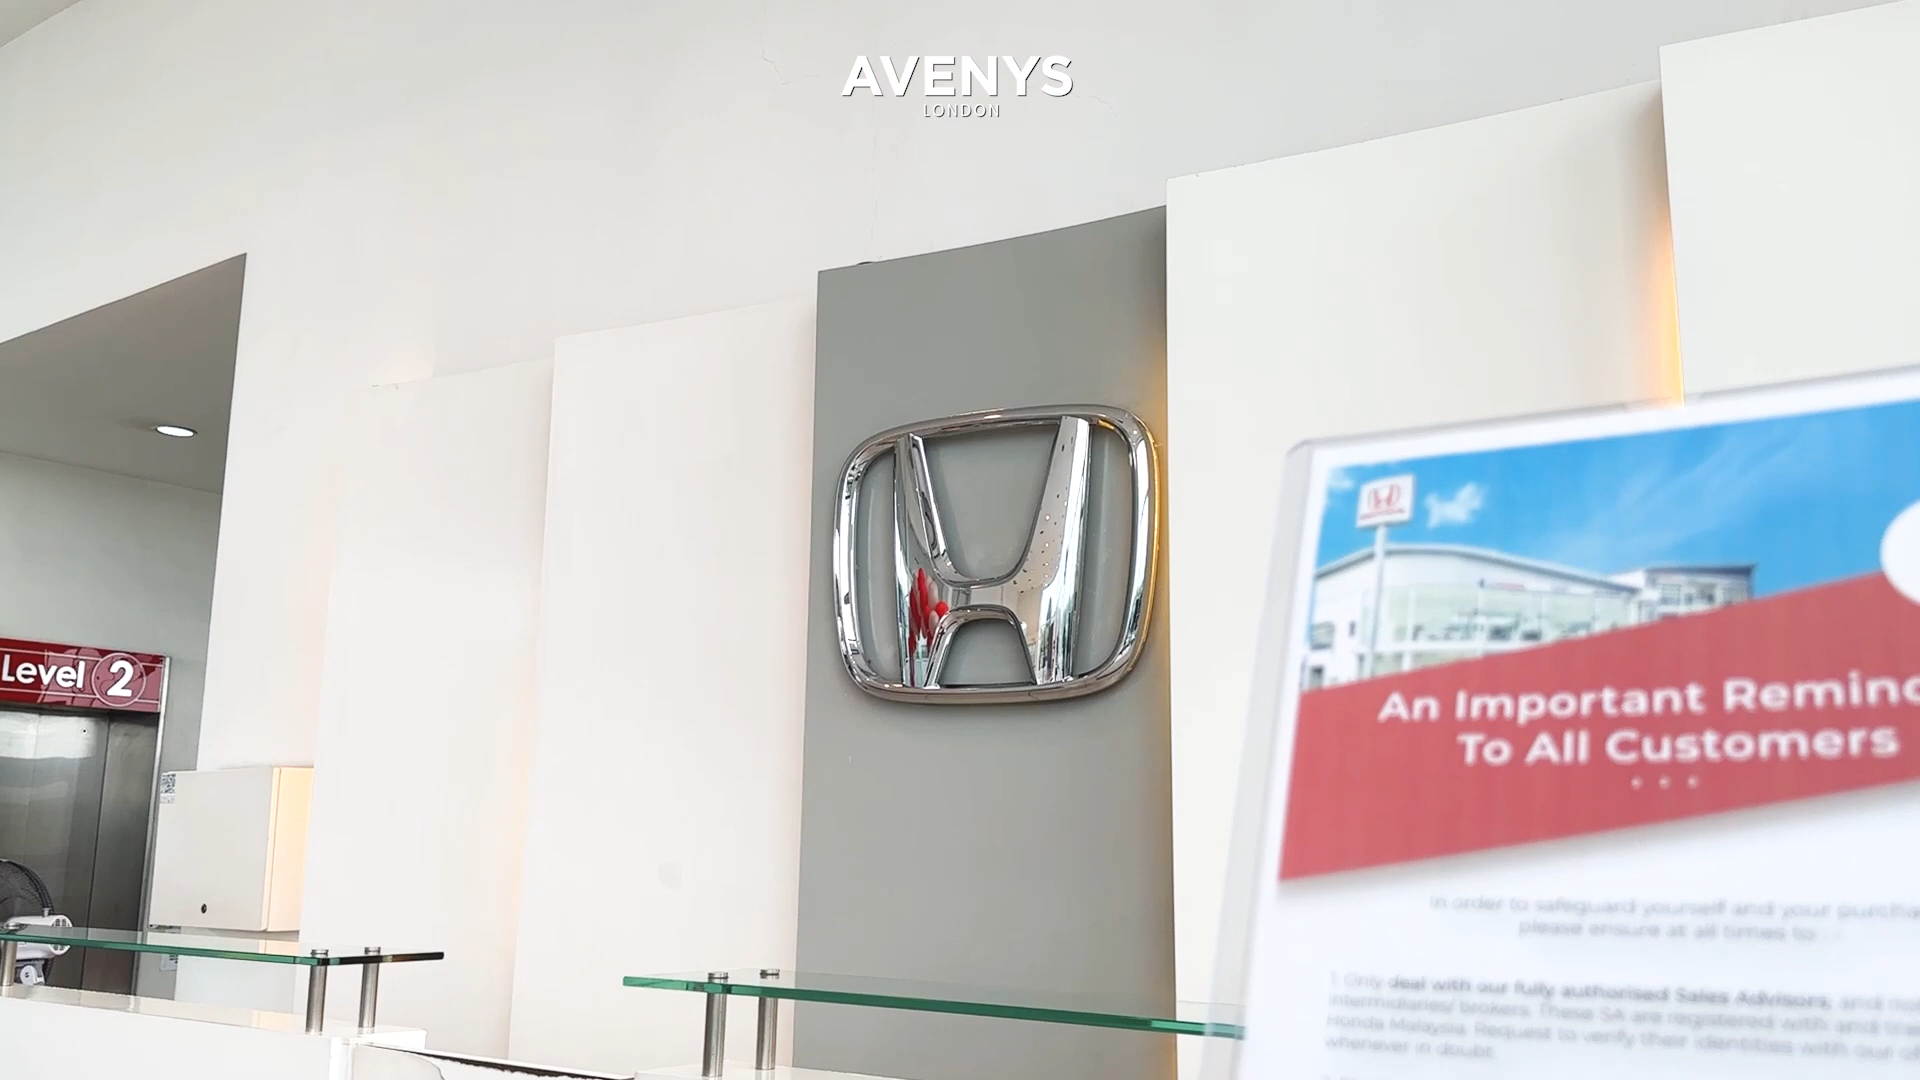 AVENYS
LONDON
Level 2
An Important Remind
To All Customers
In order to safeguard yourself and your purcha
please ensure at all times to
1. Only deal with our fully authorised Sales Advisors, and not
intermediaries/ brokers. These SA are registered with and
Honda Malaysia. Request to verify their identities with our
whenever in doubt.